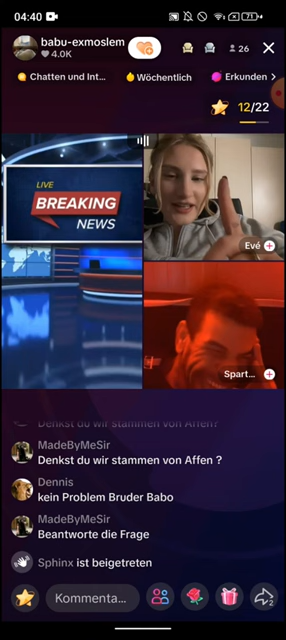 04:40
71
babu-exmoslem
4.0K
26
Chatten und Int...
Wöchentlich
Erkunden
12/22
LIVE
BREAKING
NEWS
Evé
Spart...
Denkst du wir stammen von Affen?
MadeByMeSir
Denkst du wir stammen von Affen ?
Dennis
kein Problem Bruder Babo
MadeByMeSir
Beantworte die Frage
Sphinx ist beigetreten
Kommenta...
2